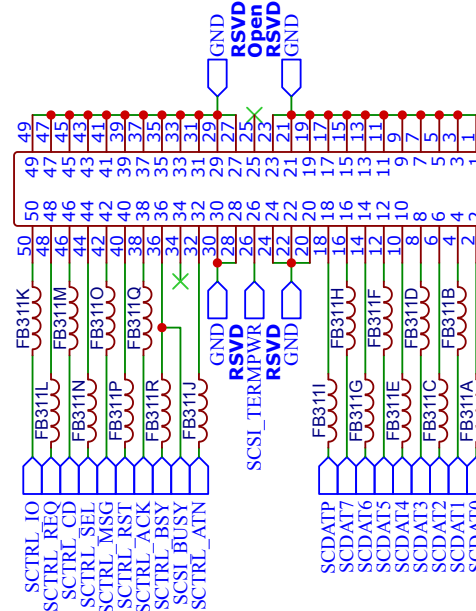 GND
RSVD
Open
RSVD
GND
49
47
45
43
41
39
37
35
33
31
29
27
25
23
21
19
17
15
13
11
9
7
5
3
1
49
47
45
43
41
39
37
35
33
31
29
27
25
23
21
19
17
15
13
11
9
7
5
3
1
50
48
46
44
42
40
38
36
34
32
30
28
26
24
22
20
18
16
14
12
10
8
6
4
2
50
48
46
44
42
40
38
36
34
32
30
28
26
24
22
20
18
16
14
12
10
8
6
4
2
FB311K
FB311M
FB311O
FB311Q
FB311H
FB311F
FB311D
FB311B
FB311L
FB311N
FB311P
FB311R
FB311J
FB311I
FB311G
FB311E
FB311C
FB311A
GND
RSVD
SCSI_TERMPWR
RSVD
GND
SCTRL_IO
SCTRL_REQ
SCTRL_CD
SCTRL_SEL
SCTRL_MSG
SCTRL_RST
SCTRL_ACK
SCTRL_BSY
SCSI_BUSY
SCTRL_ATN
SCDATP
SCDAT7
SCDAT6
SCDAT5
SCDAT4
SCDAT3
SCDAT2
SCDAT1
SCDAT0